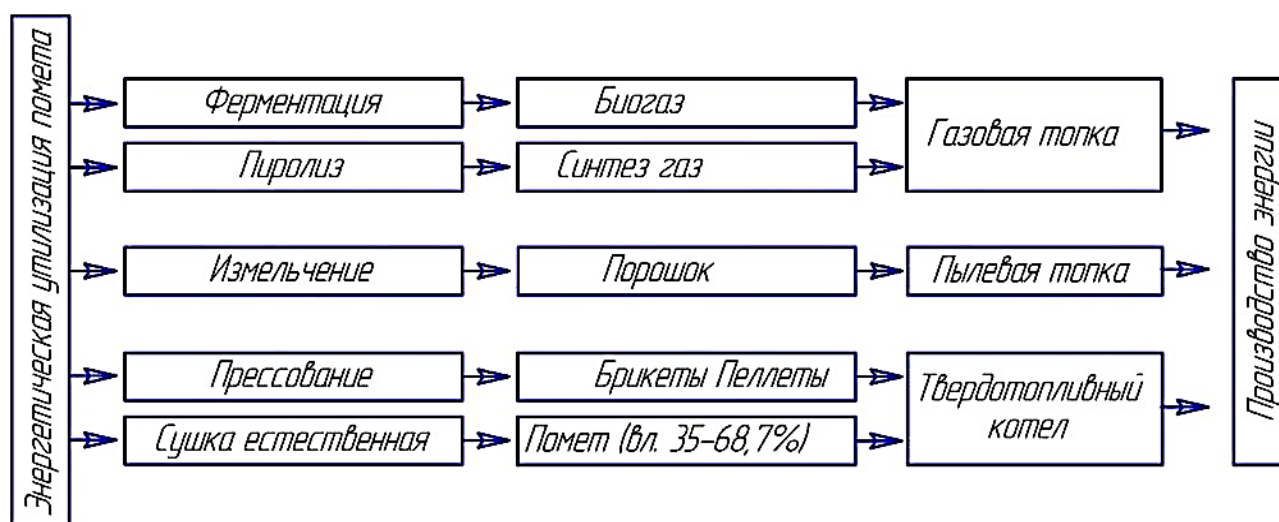 Энергетическая утилизация помета
Ферментация
Биогаз
Газовая топка
Пиролиз
Синтез газ
Измельчение
Порошок
Пылевая топка
Прессование
Брикеты Пеллеты
Твердотопливный
котел
Сушка естественная
Помет (вл. 35-68,7%)
Производство энергии